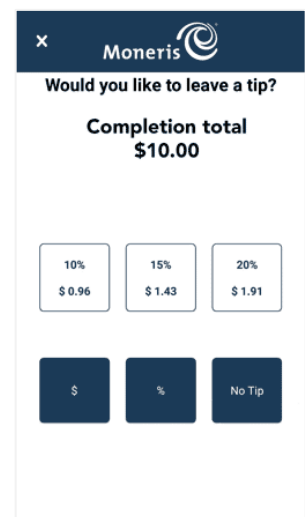 ×
Moneris
Would you like to leave a tip?
Completion total
$10.00
10% 15% 20%
$ 0.96 $ 1.43 $ 1.91
$ % No Tip